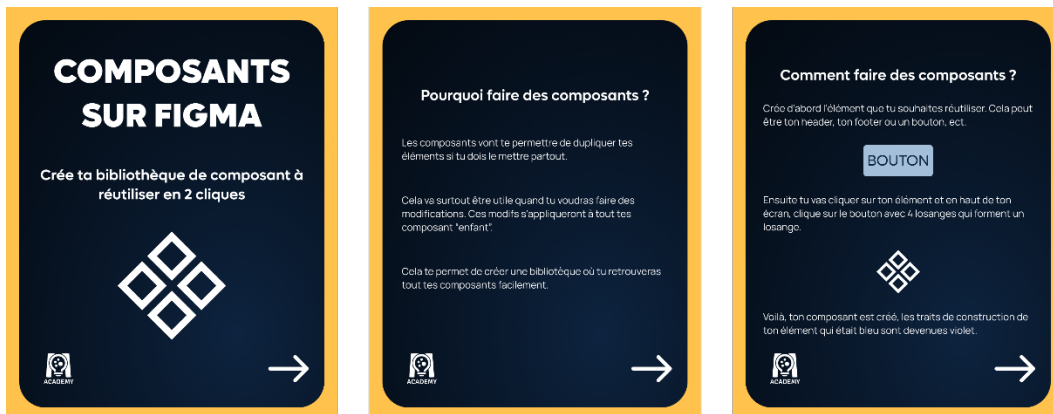 COMPOSANTS
SUR FIGMA
Crée ta bibliothèque de composant à
réutiliser en 2 cliques
ACADEMY
Pourquoi faire des composants ?
Les composants vont te permettre de dupliquer tes
éléments si tu dois le mettre partout.
Cela va surtout être utile quand tu voudras faire des
modifications. Ces modifs s'appliqueront à tout tes
composant "enfant".
Cela te permet de créer une bibliotèque où tu retrouveras
tout tes composants facilement.
ACADEMY
Comment faire des composants ?
Crée d'abord l'élément que tu souhaites réutiliser. Cela peut
être ton header, ton footer ou un bouton, ect.
BOUTON
Ensuite tu vas cliquer sur ton élément et en haut de ton
écran, clique sur le bouton avec 4 losanges qui forment un
losange.
Voilà, ton composant est créé, les traits de construction de
ton élément qui était bleu sont devenues violet.
ACADEMY